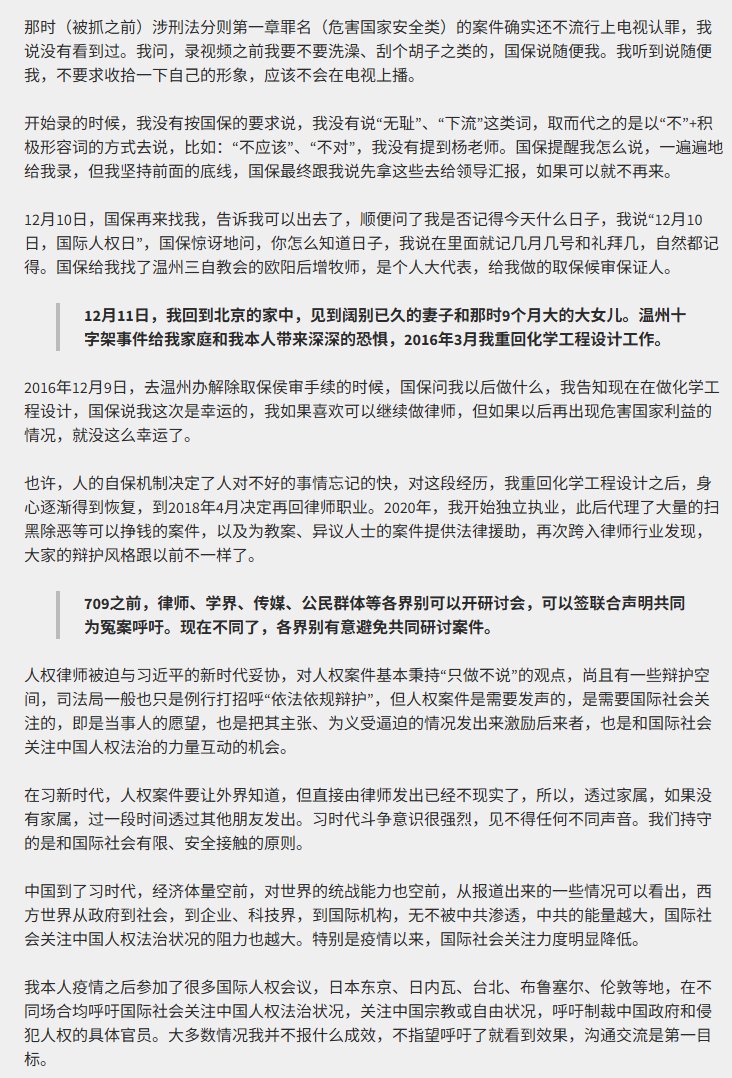 那时（被抓之前）涉刑法分则第一章罪名（危害国家安全类）的案件确实还不流行上电视认罪，我
说没有看到过。我问，录视频之前我要不要洗澡、刮个胡子之类的，国保说随便我。我听到说随便
我，不要求收拾一下自己的形象，应该不会在电视上播。
开始录的时候，我没有按国保的要求说，我没有说“无耻”、“下流”这类词，取而代之的是以“不”+积
极形容词的方式去说，比如：“不应该”、“不对”，我没有提到杨老师。国保提醒我怎么说，一遍遍地
给我录，但我坚持前面的底线，国保最终跟我说先拿这些去给领导汇报，如果可以就不再来。
12月10日，国保再来找我，告诉我可以出去了，顺便问了我是否记得今天什么日子，我说“12月10
日，国际人权日”，国保惊讶地问，你怎么知道日子，我说在里面就记几月几号和礼拜几，自然都记
得。国保给我找了温州三自教会的欧阳后增牧师，是个人大代表，给我做的取保候审保证人。
12月11日，我回到北京的家中，见到阔别已久的妻子和那时9个月大的大女儿。温州十
字架事件给我家庭和我本人带来深深的恐惧，2016年3月我重回化学工程设计工作。
2016年12月9日，去温州办解除取保侯审手续的时候，国保问我以后做什么，我告知现在在做化学工
程设计，国保说我这次是幸运的，我如果喜欢可以继续做律师，但如果以后再出现危害国家利益的
情况，就没这么幸运了。
也许，人的自保机制决定了人对不好的事情忘记的快，对这段经历，我重回化学工程设计之后，身
心逐渐得到恢复，到2018年4月决定再回律师职业。2020年，我开始独立执业，此后代理了大量的扫
黑除恶等可以挣钱的案件，以及为教案、异议人士的案件提供法律援助，再次跨入律师行业发现，
大家的辩护风格跟以前不一样了。
709之前，律师、学界、传媒、公民群体等各界别可以开研讨会，可以签联合声明共同
为冤案呼吁。现在不同了，各界别有意避免共同研讨案件。
人权律师被迫与习近平的新时代妥协，对人权案件基本秉持“只做不说”的观点，尚且有一些辩护空
间，司法局一般也只是例行打招呼“依法依规辩护”，但人权案件是需要发声的，是需要国际社会关
注的，即是当事人的愿望，也是把其主张、为义受逼迫的情况发出来激励后来者，也是和国际社会
关注中国人权法治的力量互动的机会。
在习新时代，人权案件要让外界知道，但直接由律师发出已经不现实了，所以，透过家属，如果没
有家属，过一段时间透过其他朋友发出。习时代斗争意识很强烈，见不得任何不同声音。我们持守
的是和国际社会有限、安全接触的原则。
中国到了习时代，经济体量空前，对世界的统战能力也空前，从报道出来的一些情况可以看出，西
方世界从政府到社会，到企业、科技界，到国际机构，无不被中共渗透，中共的能量越大，国际社
会关注中国人权法治状况的阻力也越大。特别是疫情以来，国际社会关注力度明显降低。
我本人疫情之后参加了很多国际人权会议，日本东京、日内瓦、台北、布鲁塞尔、伦敦等地，在不
同场合均呼吁国际社会关注中国人权法治状况，关注中国宗教或自由状况，呼吁制裁中国政府和侵
犯人权的具体官员。大多数情况我并不报什么成效，不指望呼吁了就看到效果，沟通交流是第一目
标。